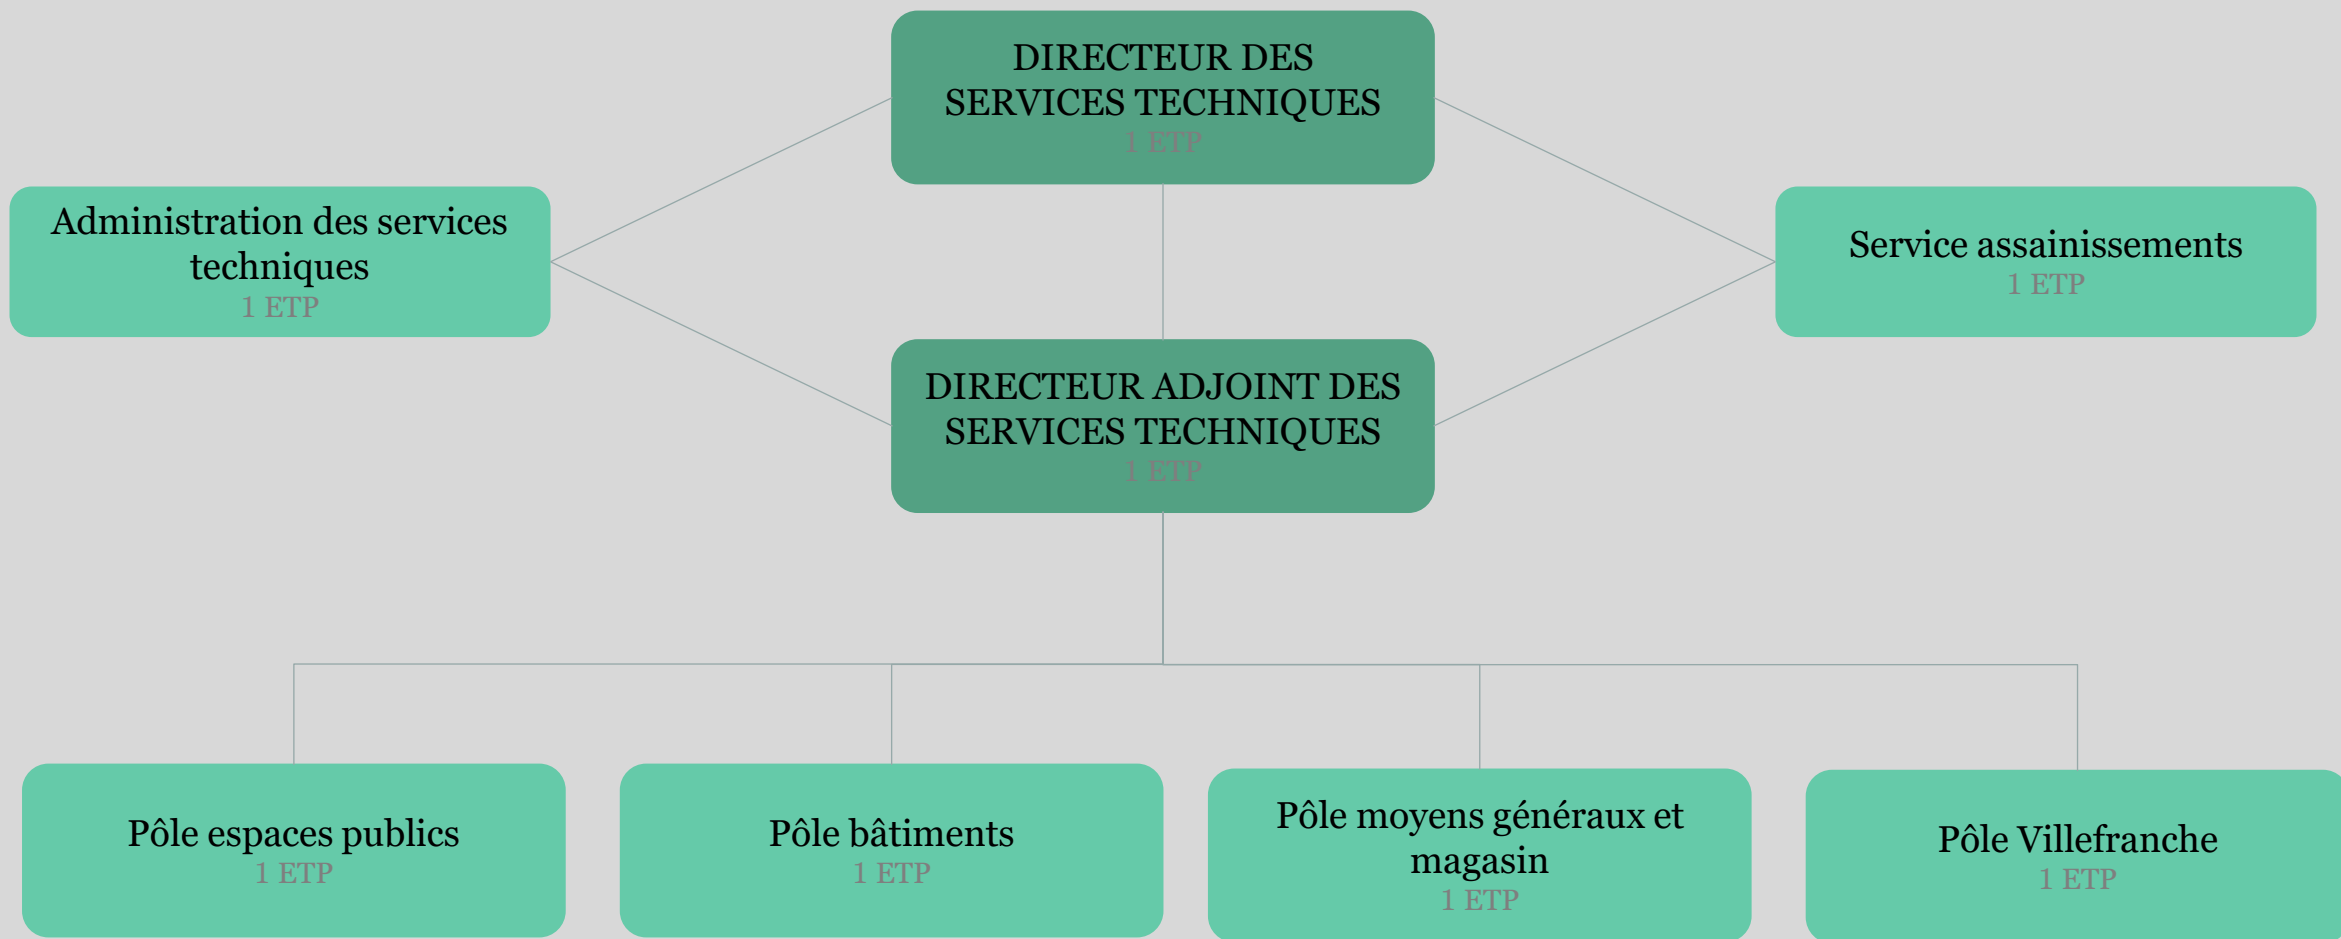 DIRECTEUR DES
SERVICES TECHNIQUES
1 ETP
Administration des services
techniques
1 ETP
Service assainissements
1 ETP
DIRECTEUR ADJOINT DES
SERVICES TECHNIQUES
1 ETP
Pôle espaces publics
1 ETP
Pôle bâtiments
1 ETP
Pôle moyens généraux et
magasin
1 ETP
Pôle Villefranche
1 ETP